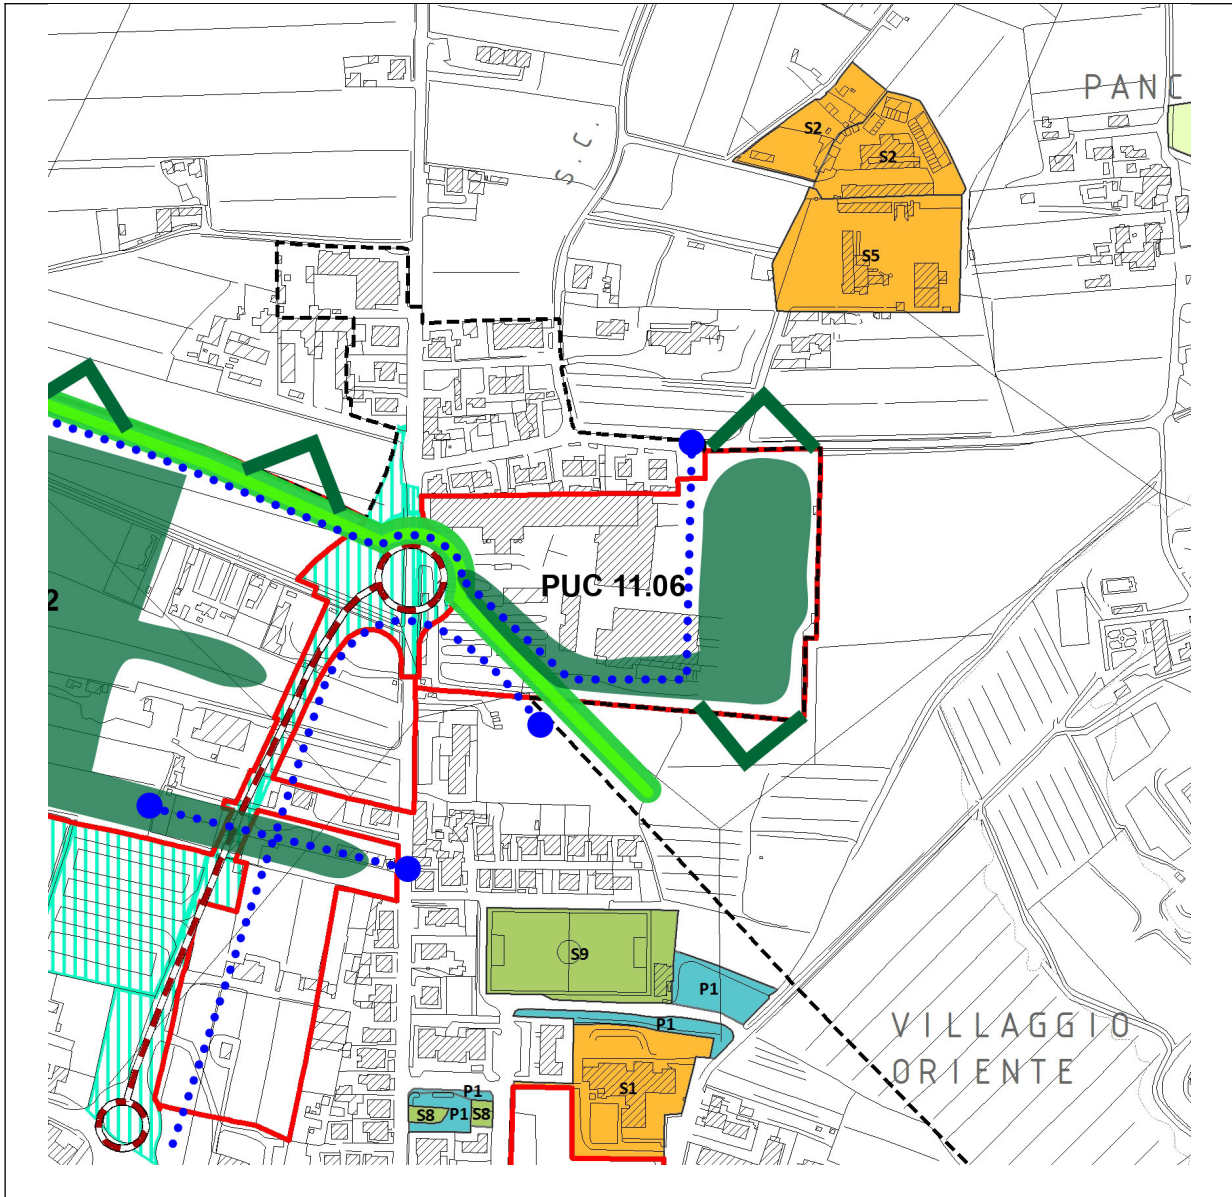 PANC
S2
S2
S.C.
S5
PUC 11.06
2
S9
P1
P1
VILLAGGIO
ORIENTE
S1
P1
S8
P1
S8